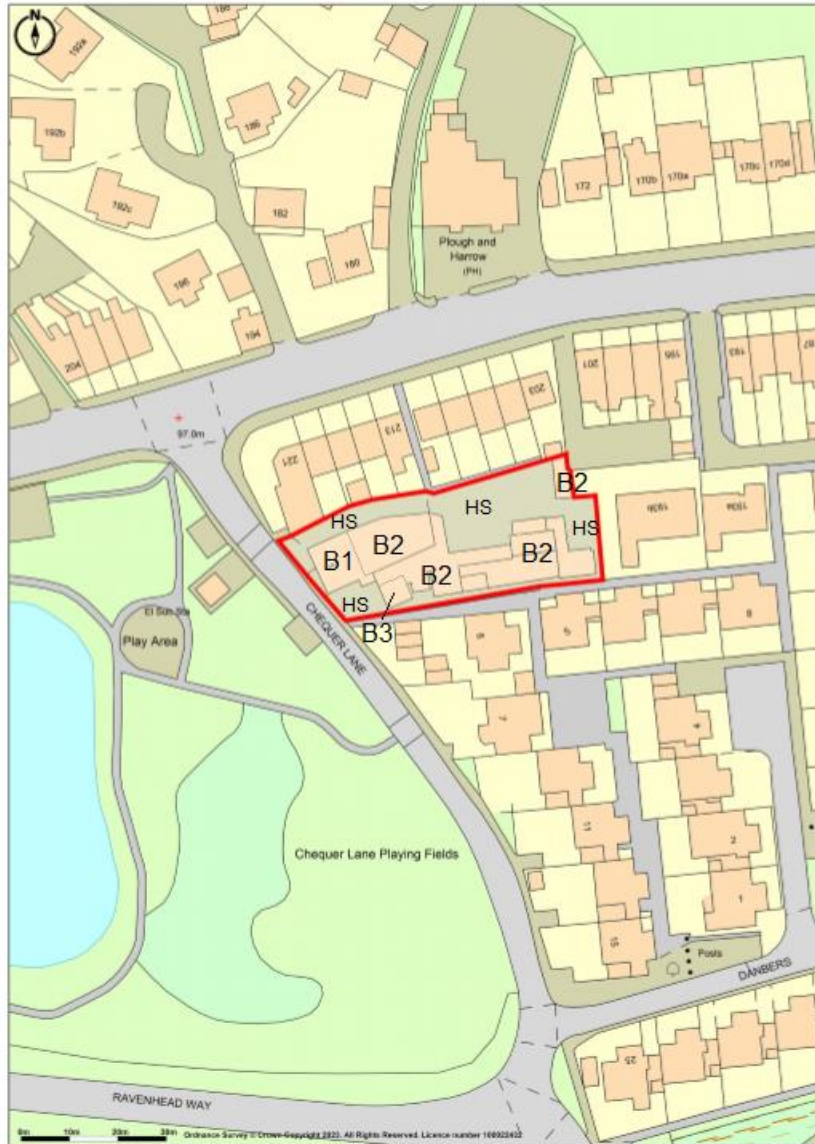 N
192a
186
192b
186
192c
182
180
196
194
204
Plough and
Harrow
(PH)
172
170b
170a
170c
170d
97.0m
221
213
203
201
195
193
187
193b
193a
HS
HS
HS
HS
B1
B2
B2
B2
B2
B3
El Sub Sta
Play Area
CHEQUER LANE
5
8
7
4
11
2
1
15
Chequer Lane Playing Fields
Posts
DANBERS
25
RAVENHEAD WAY
0m 10m 20m 30m
Ordnance Survey © Crown Copyright 2023. All Rights Reserved. Licence number 100022432